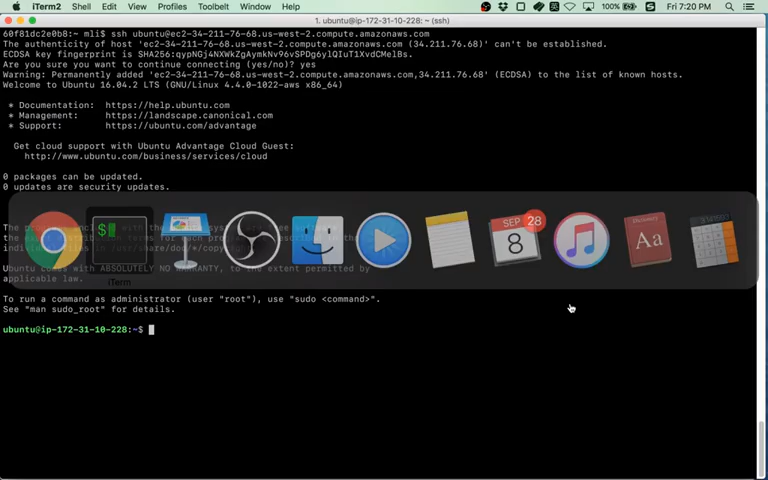 iTerm2 Shell Edit View Profiles Toolbelt Window Help 100% Fri 7:20 PM
1. ubuntu@ip-172-31-10-228: ~ (ssh)
60f81dc2e0b8:~ mli$ ssh ubuntu@ec2-34-211-76-68.us-west-2.compute.amazonaws.com
The authenticity of host 'ec2-34-211-76-68.us-west-2.compute.amazonaws.com (34.211.76.68)' can't be established.
ECDSA key fingerprint is SHA256:qypNGj4NXWkZgAymkNv96vSPDg6ylQIuT1XvdCMelBs.
Are you sure you want to continue connecting (yes/no)? yes
Warning: Permanently added 'ec2-34-211-76-68.us-west-2.compute.amazonaws.com,34.211.76.68' (ECDSA) to the list of known hosts.
Welcome to Ubuntu 16.04.2 LTS (GNU/Linux 4.4.0-1022-aws x86_64)
* Documentation: https://help.ubuntu.com
* Management: https://landscape.canonical.com
* Support: https://ubuntu.com/advantage
Get cloud support with Ubuntu Advantage Cloud Guest:
http://www.ubuntu.com/business/services/cloud
0 packages can be updated.
0 updates are security updates.
SEP 28
8
Aa
iTerm
Ubuntu comes with ABSOLUTELY NO WARRANTY, to the extent permitted by
applicable law.
To run a command as administrator (user "root"), use "sudo <command>".
See "man sudo_root" for details.
ubuntu@ip-172-31-10-228:~$